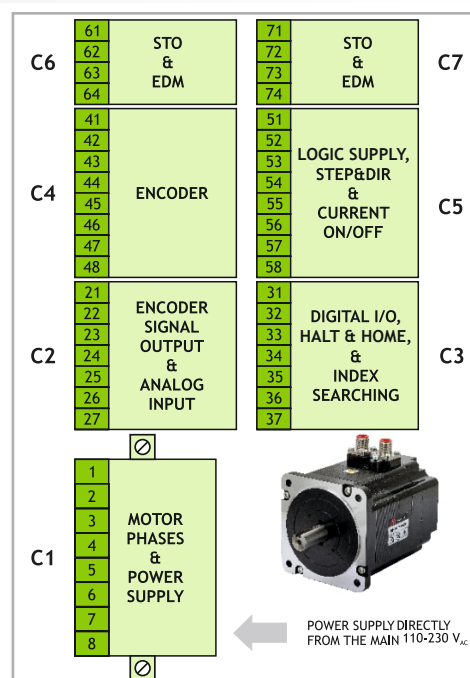 C6
61
62
63
64
STO
&
EDM
71
72
73
74
STO
&
EDM
C7
C4
41
42
43
44
45
46
47
48
ENCODER
51
52
53
54
55
56
57
58
LOGIC SUPPLY,
STEP&DIR
&
CURRENT
ON/OFF
C5
C2
21
22
23
24
25
26
27
ENCODER
SIGNAL
OUTPUT
&
ANALOG
INPUT
31
32
33
34
35
36
37
DIGITAL I/O,
HALT & HOME,
&
INDEX
SEARCHING
C3
C1
1
2
3
4
5
6
7
8
MOTOR
PHASES
&
POWER
SUPPLY
POWER SUPPLY DIRECTLY
FROM THE MAIN 110-230 VAC